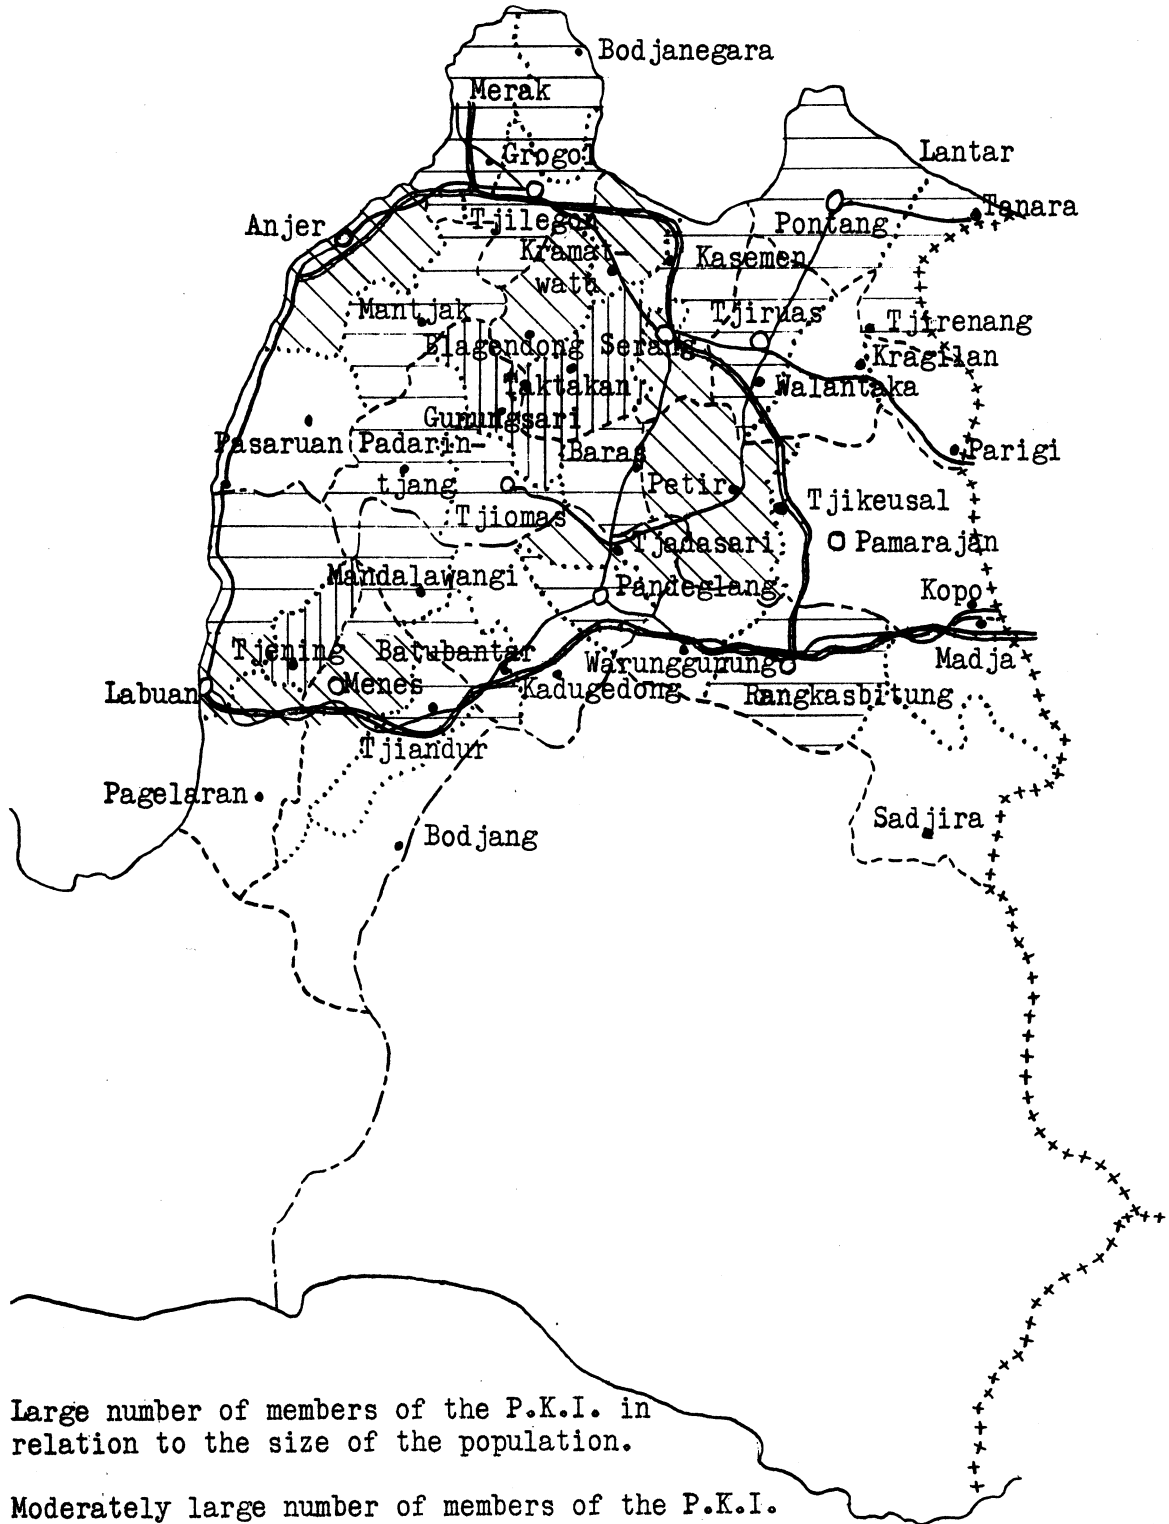 Bodjanegara
Merak
Grogol
Lantar
Tanara
Anjer
Tjilegon
Pontang
Kramat-
watu
Kasemen
Mantjak
Tjiruas
Tjirenang
Blagendong
Serang
Kragilan
Taktakan
Walantaka
Gunungsari
Pasaruan
Padarin-
tjang
Baras
Parigi
Petir
Tjikeusal
Tjiomas
Tjadasari
Pamarajan
Mandalawangi
Pandeglang
Kopo
Tjening
Batubantar
Warunggunung
Madja
Labuan
Menes
Kadugedong
Rangkasbitung
Tjiandur
Pagelaran
Sadjira
Bodjang
Large number of members of the P.K.I. in
relation to the size of the population.
Moderately large number of members of the P.K.I.